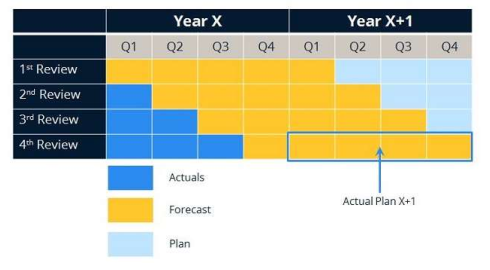 Year X Year X+1
Q1 Q2 Q3 Q4 Q1 Q2 Q3 Q4
1st Review
2nd Review
3rd Review
4th Review
Actuals
Forecast
Actual Plan X+1
Plan